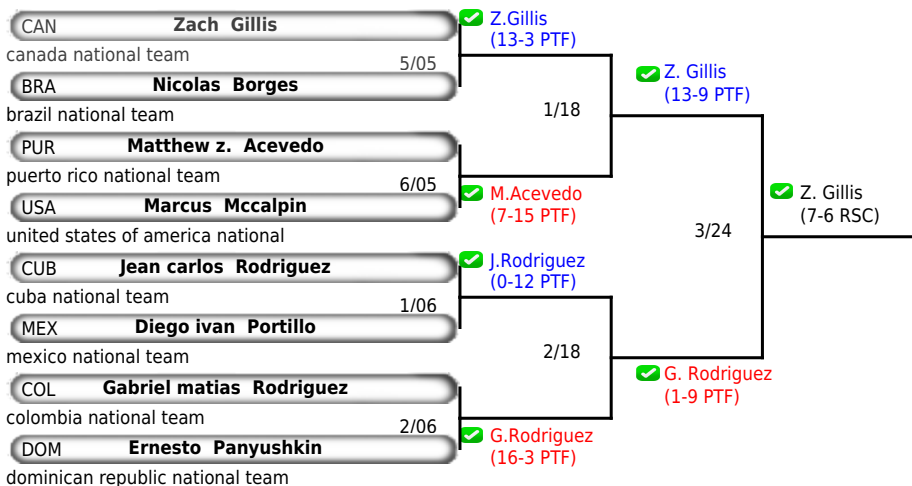 CAN Zach Gillis
canada national team
5/05
BRA Nicolas Borges
brazil national team
PUR Matthew z. Acevedo
puerto rico national team
6/05
USA Marcus Mccalpin
united states of america national
CUB Jean carlos Rodriguez
cuba national team
1/06
MEX Diego ivan Portillo
mexico national team
COL Gabriel matias Rodriguez
colombia national team
2/06
DOM Ernesto Panyushkin
dominican republic national team
Z.Gillis
(13-3 PTF)
1/18
M.Acevedo
(7-15 PTF)
J.Rodriguez
(0-12 PTF)
2/18
G.Rodriguez
(16-3 PTF)
Z. Gillis
(13-9 PTF)
3/24
G. Rodriguez
(1-9 PTF)
Z. Gillis
(7-6 RSC)